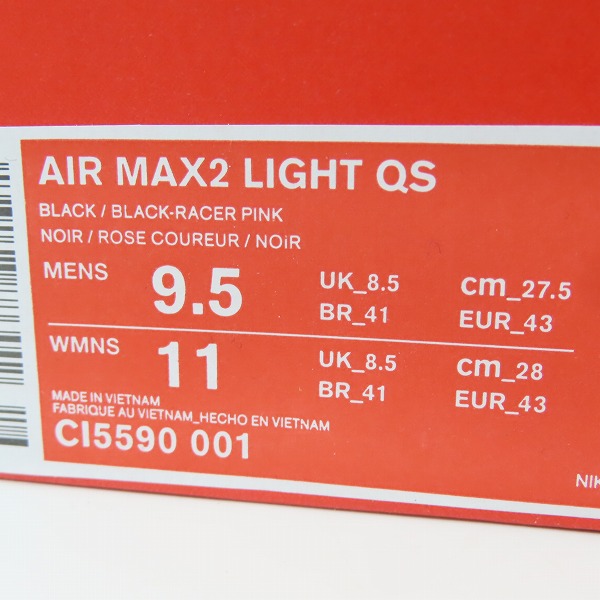 AIR MAX2 LIGHT QS
BLACK / BLACK-RACER PINK
NOIR / ROSE COUREUR / NOiR
MENS 9.5 UK_8.5 cm_27.5
BR_41 EUR_43
WMNS 11 UK_8.5 cm_28
BR_41 EUR_43
MADE IN VIETNAM
FABRIQUE AU VIETNAM_HECHO EN VIETNAM
CI5590 001
NIK